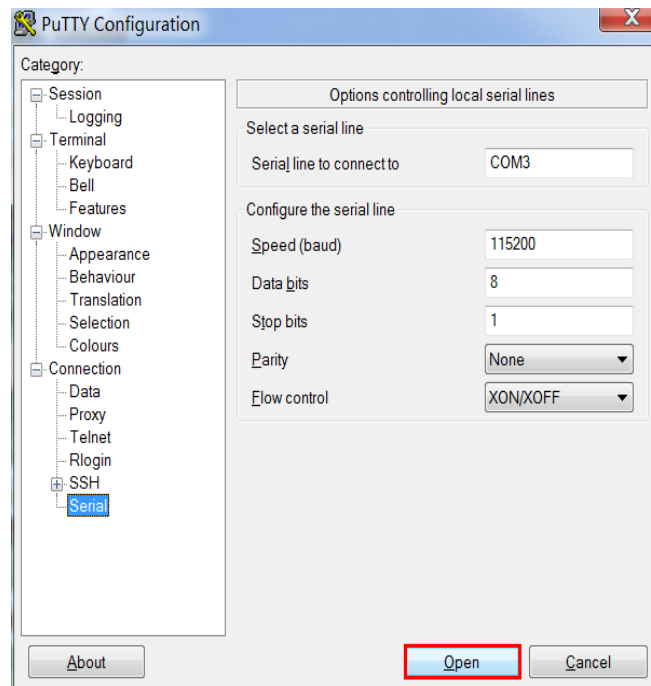 PuTTY Configuration
X
Category:
Session
Logging
Terminal
Keyboard
Bell
Features
Window
Appearance
Behaviour
Translation
Selection
Colours
Connection
Data
Proxy
Telnet
Rlogin
SSH
Serial
Options controlling local serial lines
Select a serial line
Serial line to connect to COM3
Configure the serial line
Speed (baud) 115200
Data bits 8
Stop bits 1
Parity None
Flow control XON/XOFF
About Open Cancel